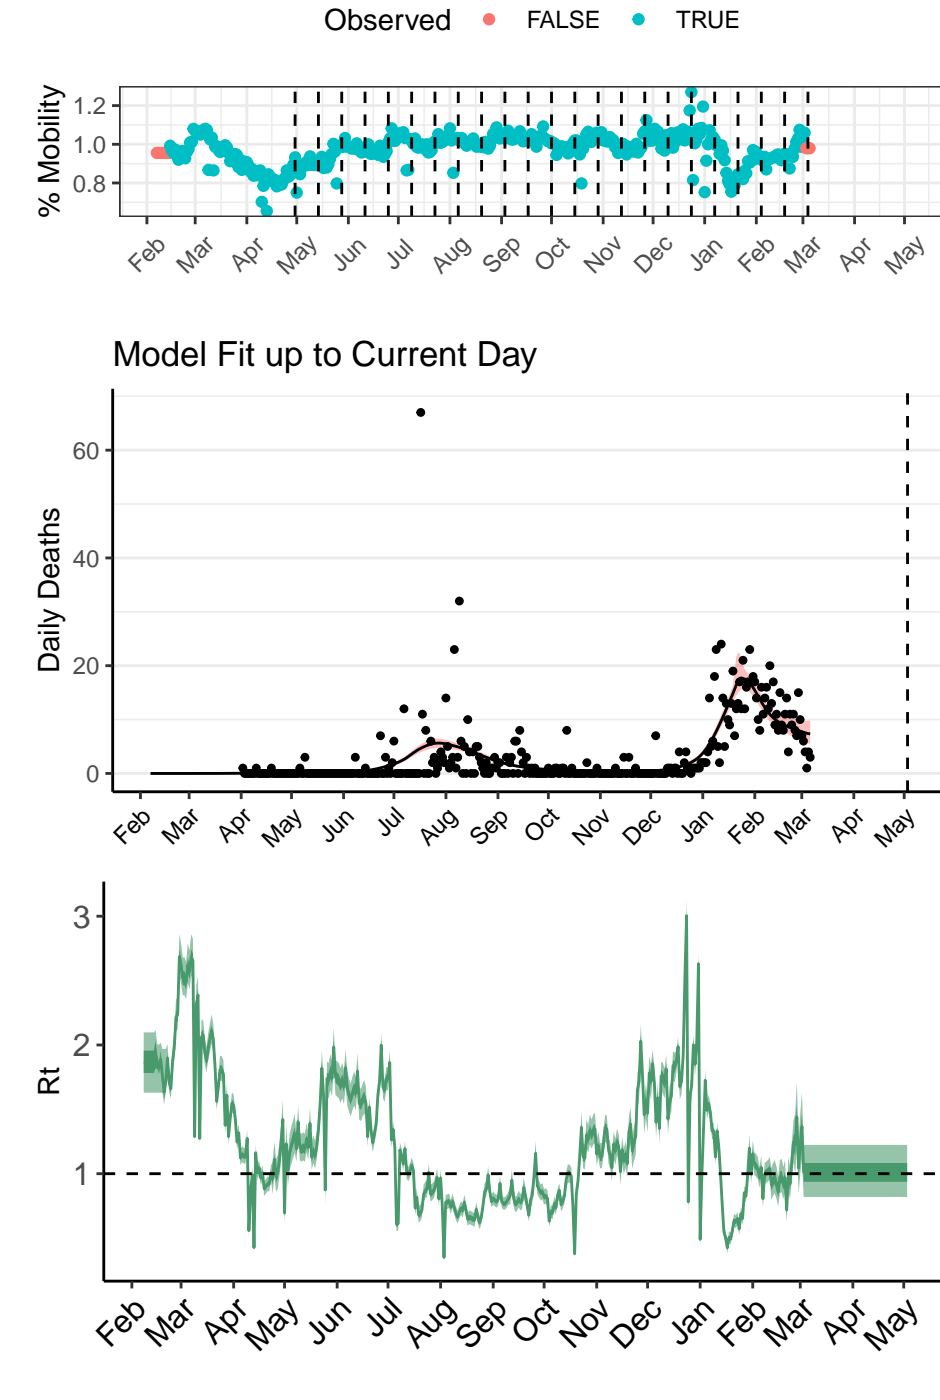 Observed FALSE TRUE
% Mobility
1.2
1.0
0.8
Feb Mar Apr May Jun Jul Aug Sep Oct Nov Dec Jan Feb Mar Apr May
Model Fit up to Current Day
Daily Deaths
60
40
20
0
Feb Mar Apr May Jun Jul Aug Sep Oct Nov Dec Jan Feb Mar Apr May
Rt
3
2
1
Feb Mar Apr May Jun Jul Aug Sep Oct Nov Dec Jan Feb Mar Apr May